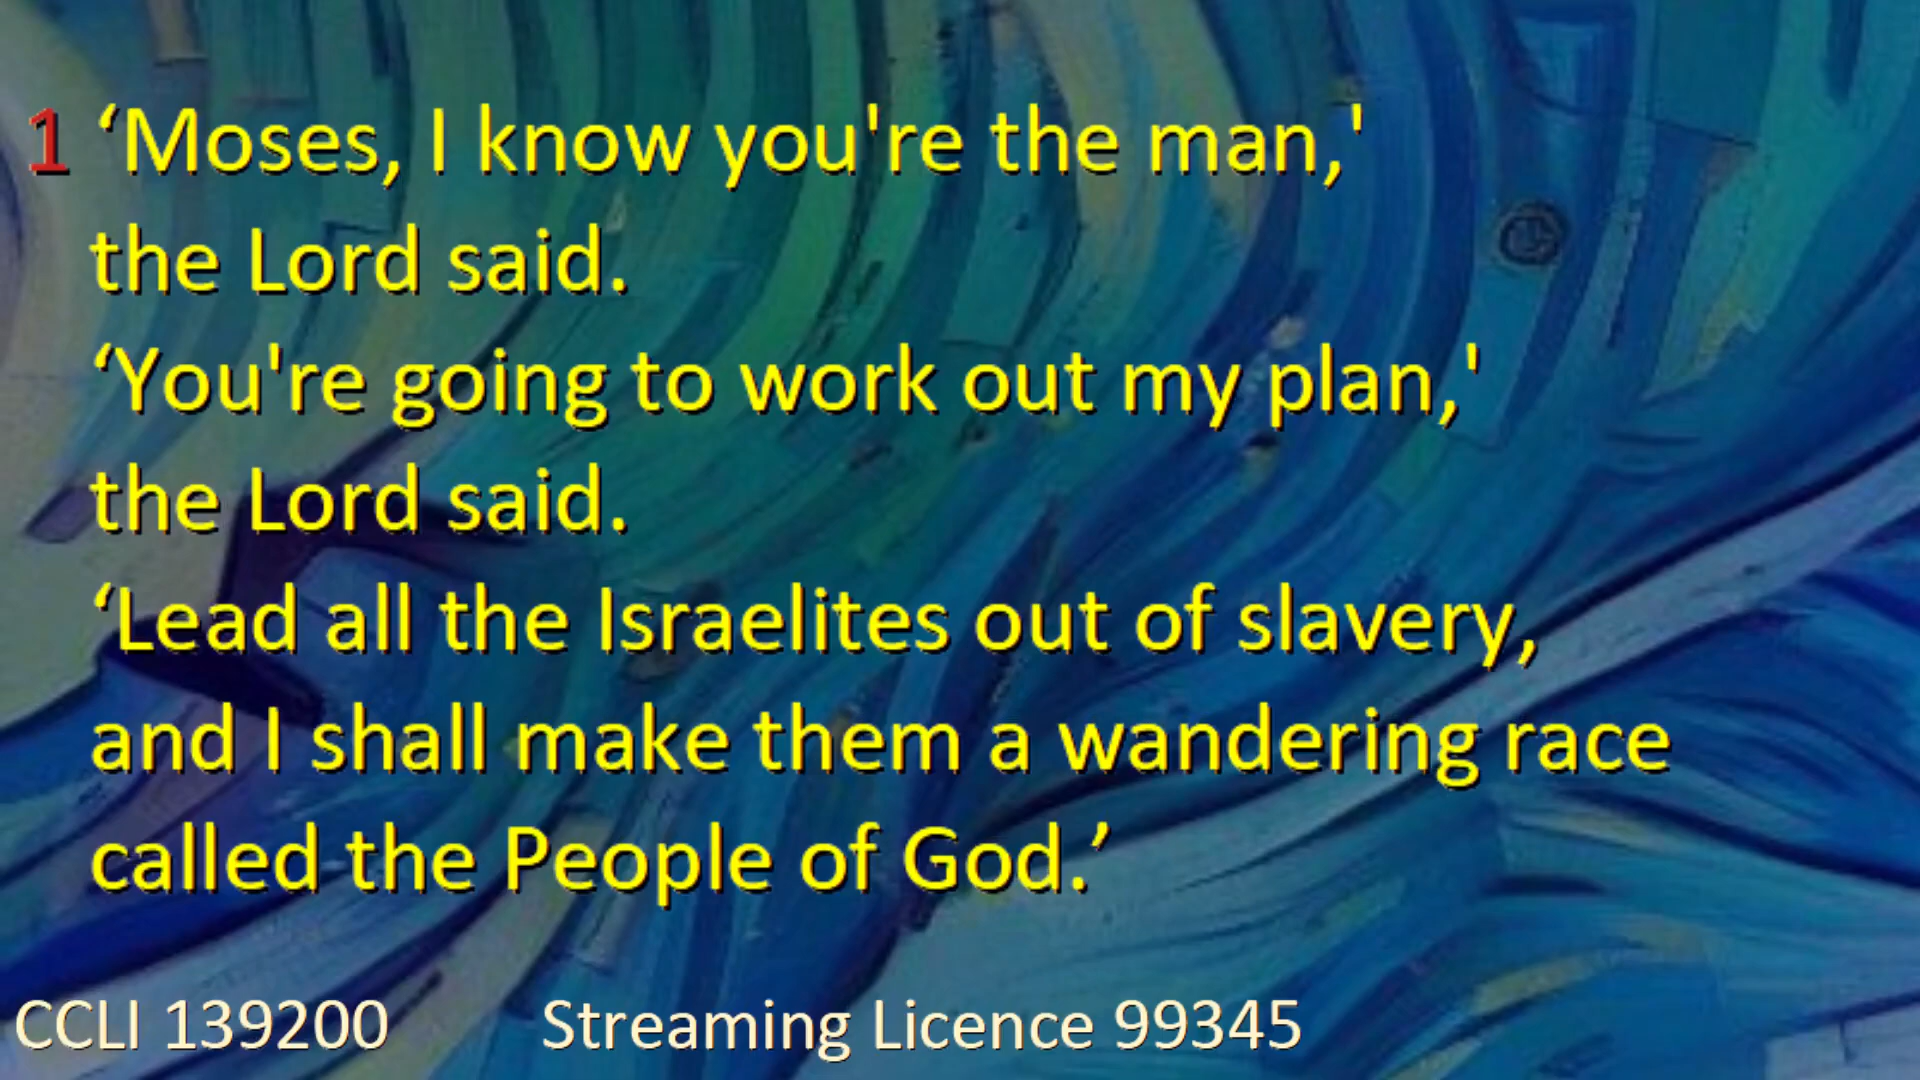 1 ‘Moses, I know you're the man,'
the Lord said.
‘You're going to work out my plan,'
the Lord said.
‘Lead all the Israelites out of slavery,
and I shall make them a wandering race
called the People of God.’
CCLI 139200 Streaming Licence 99345